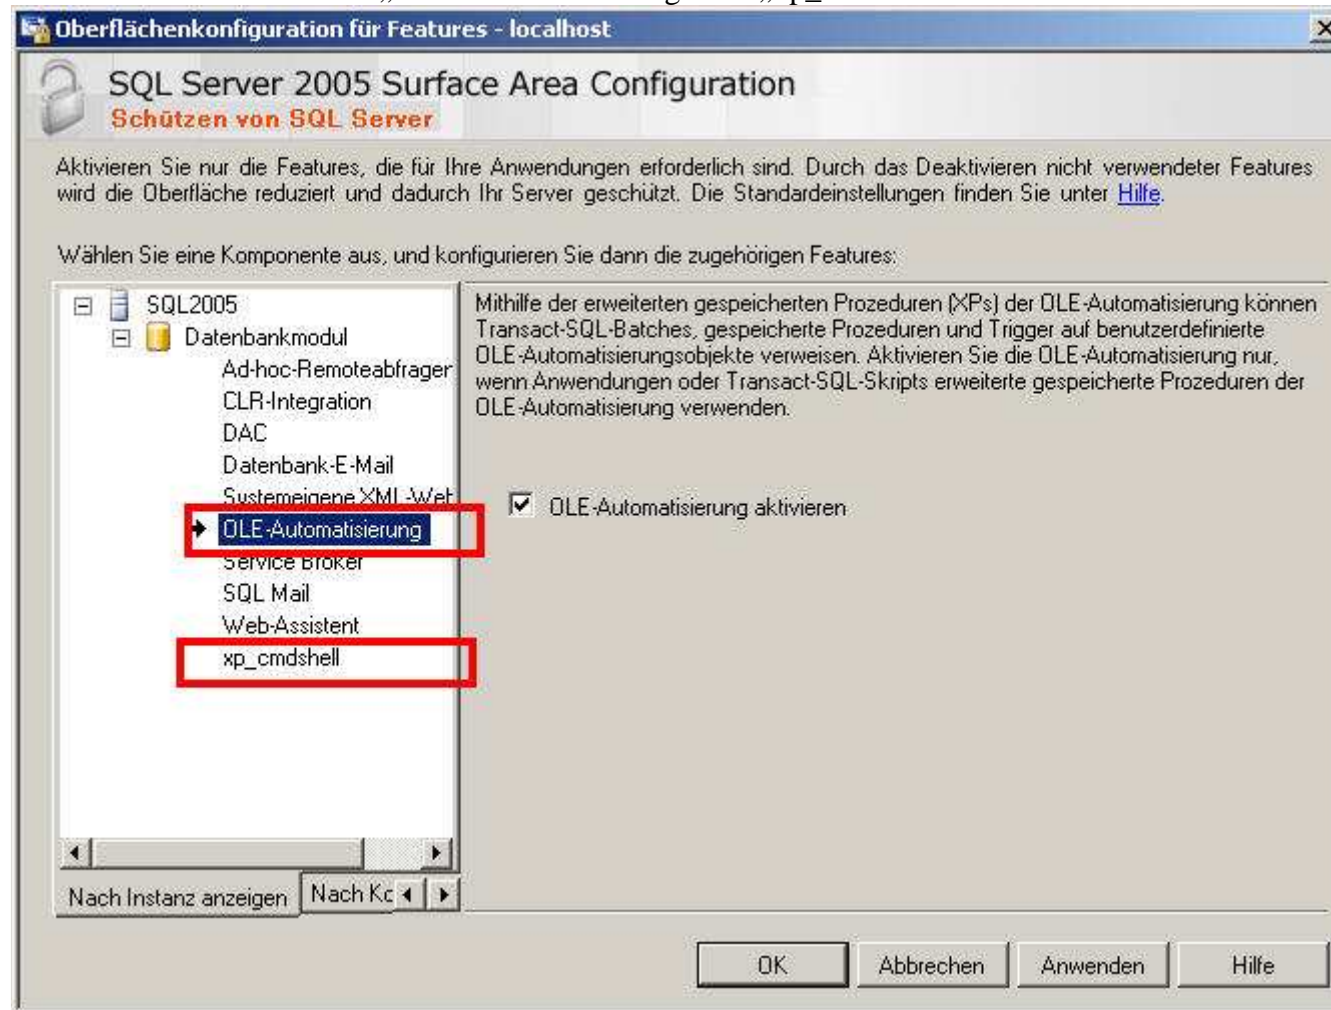 Oberflächenkonfiguration für Features - localhost
SQL Server 2005 Surface Area Configuration
Schützen von SQL Server
Aktivieren Sie nur die Features, die für Ihre Anwendungen erforderlich sind. Durch das Deaktivieren nicht verwendeter Features
wird die Oberfläche reduziert und dadurch Ihr Server geschützt. Die Standardeinstellungen finden Sie unter Hilfe.
Wählen Sie eine Komponente aus, und konfigurieren Sie dann die zugehörigen Features:
SQL2005
Datenbankmodul
Ad-hoc-Remoteabfragen
CLR-Integration
DAC
Datenbank-E-Mail
Systemeigene XML-Web
OLE-Automatisierung
Service Broker
SQL Mail
Web-Assistent
xp_cmdshell
Nach Instanz anzeigen
Nach Kc
Mithilfe der erweiterten gespeicherten Prozeduren (XPs) der OLE-Automatisierung können
Transact-SQL-Batches, gespeicherte Prozeduren und Trigger auf benutzerdefinierte
OLE-Automatisierungsobjekte verweisen. Aktivieren Sie die OLE-Automatisierung nur,
wenn Anwendungen oder Transact-SQL-Skripts erweiterte gespeicherte Prozeduren der
OLE-Automatisierung verwenden.
OLE-Automatisierung aktivieren
OK
Abbrechen
Anwenden
Hilfe